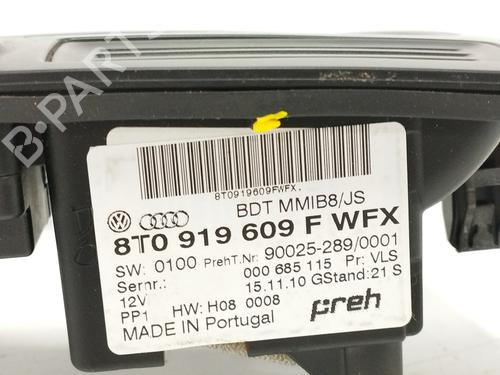 B-PARTS
8T0919609FWFX.
BDT MMIB8/JS
8T0 919 609 F WFX
SW: 0100 PrehT.Nr: 90025-289/0001
Sernr.: 000 685 115 Pr: VLS
12V 15.11.10 GStand: 21 S
PP1 HW: H08 0008
MADE IN Portugal
preh